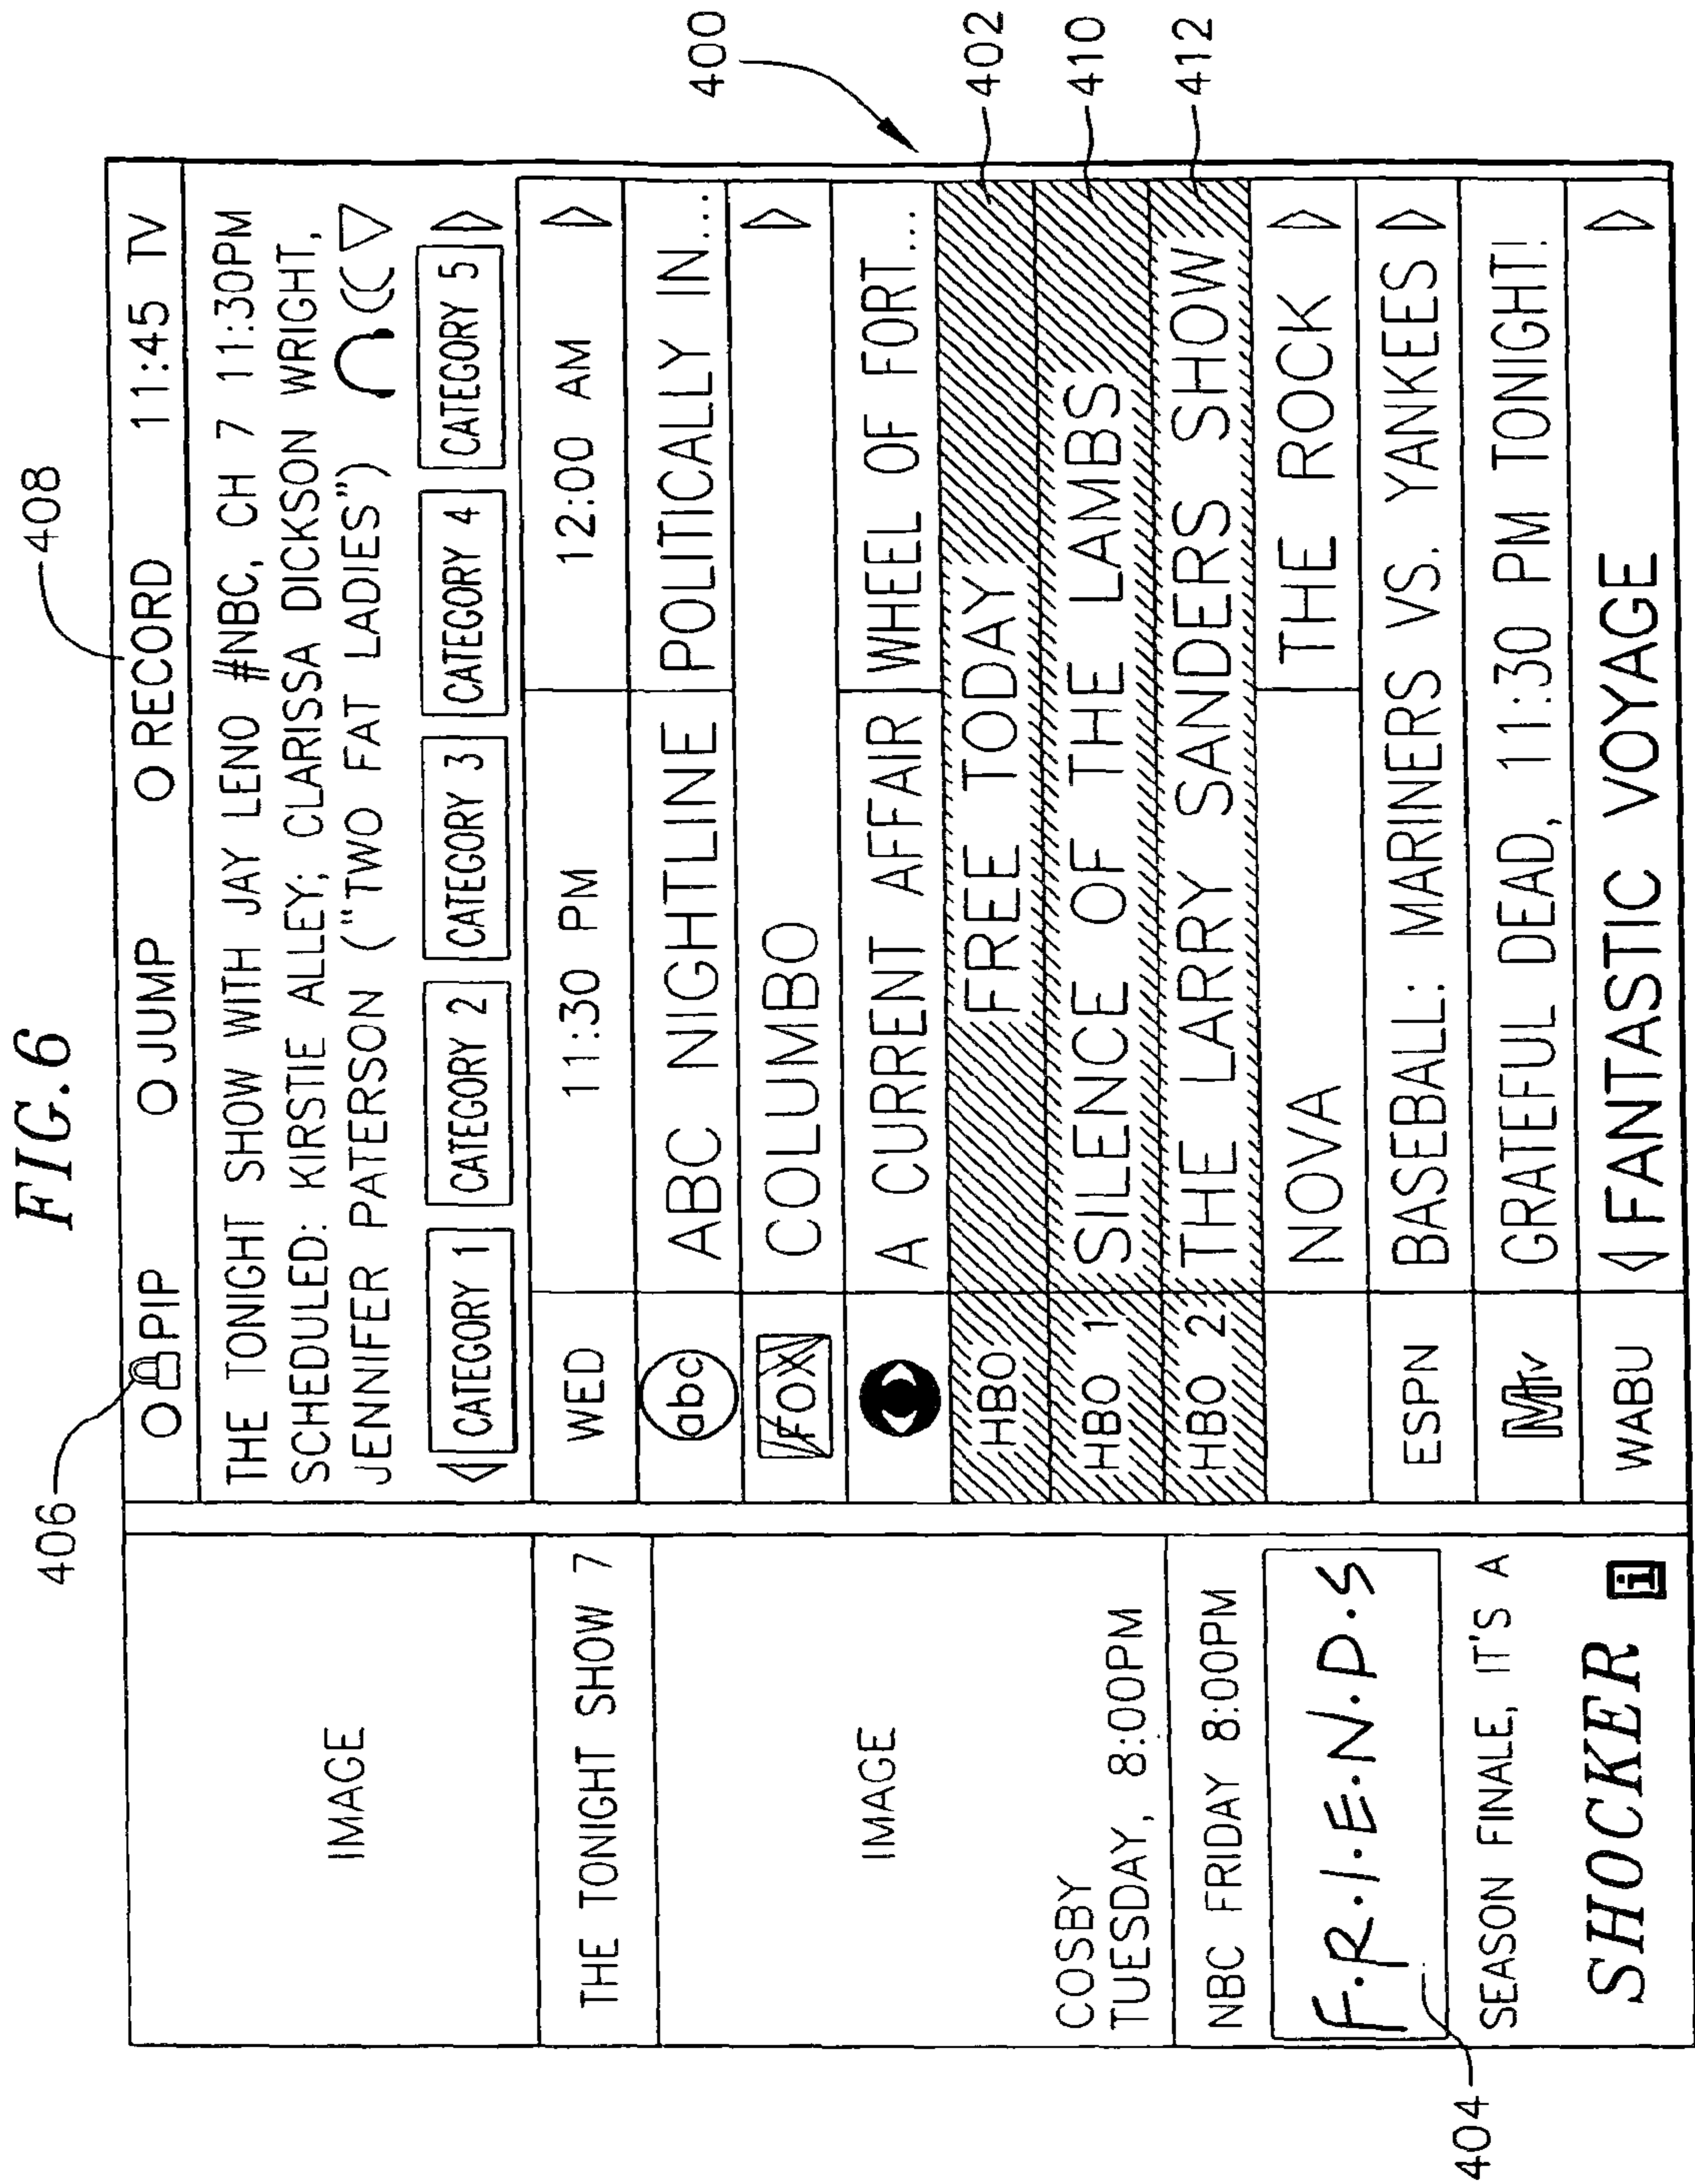 FIG.6
406
408
400
PIP JUMP RECORD 11:45 TV
THE TONIGHT SHOW WITH JAY LENO #NBC, CH 7 11:30PM
SCHEDULED: KIRSTIE ALLEY; CLARISSA DICKSON WRIGHT,
JENNIFER PATERSON ("TWO FAT LADIES")
CATEGORY 1 CATEGORY 2 CATEGORY 3 CATEGORY 4 CATEGORY 5
WED 11:30 PM 12:00 AM
abc ABC NIGHTLINE POLITICALLY IN...
FOX COLUMBO
A CURRENT AFFAIR WHEEL OF FORT...
HBO FREE TODAY 402
HBO 1 SILENCE OF THE LAMBS 410
HBO 2 THE LARRY SANDERS SHOW 412
NOVA THE ROCK
ESPN BASEBALL: MARINERS VS. YANKEES
MTV GRATEFUL DEAD, 11:30 PM TONIGHT!
WABU FANTASTIC VOYAGE
IMAGE
THE TONIGHT SHOW 7
IMAGE
COSBY
TUESDAY, 8:00PM
NBC FRIDAY 8:00PM
F.R.I.E.N.D.S
404
SEASON FINALE, IT'S A
SHOCKER i